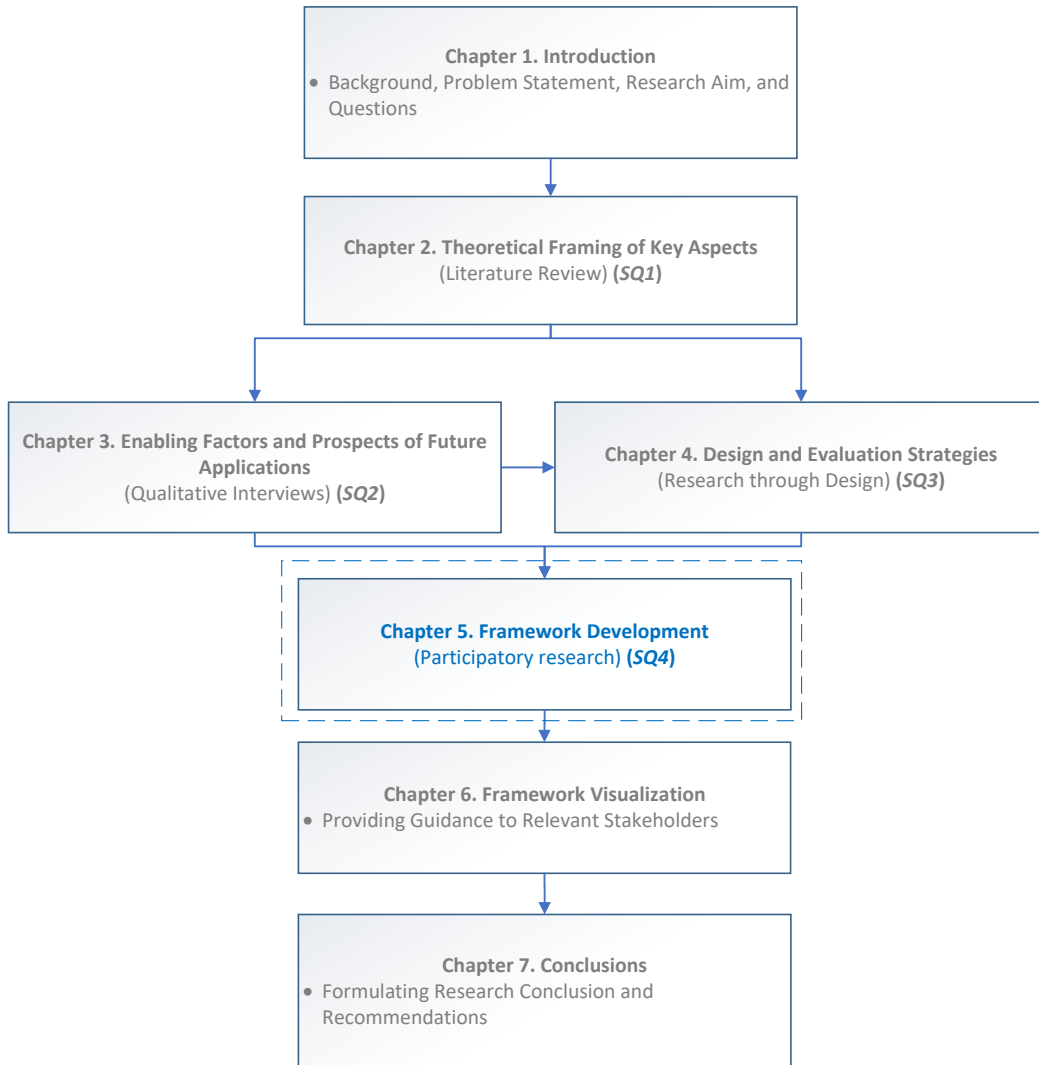 Chapter 1. Introduction
• Background, Problem Statement, Research Aim, and
Questions
Chapter 2. Theoretical Framing of Key Aspects
(Literature Review) (SQ1)
Chapter 3. Enabling Factors and Prospects of Future
Applications
(Qualitative Interviews) (SQ2)
Chapter 4. Design and Evaluation Strategies
(Research through Design) (SQ3)
Chapter 5. Framework Development
(Participatory research) (SQ4)
Chapter 6. Framework Visualization
• Providing Guidance to Relevant Stakeholders
Chapter 7. Conclusions
• Formulating Research Conclusion and
Recommendations